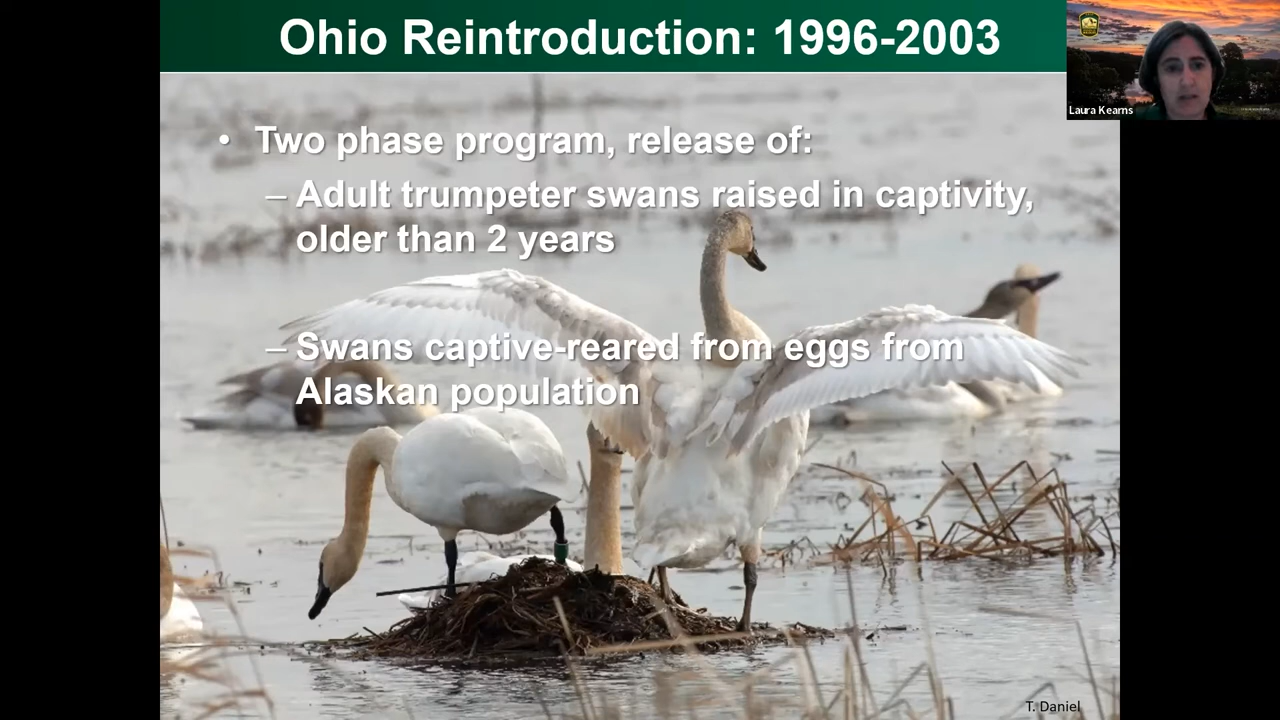 Ohio Reintroduction: 1996-2003
Laura Kearns
• Two phase program, release of:
– Adult trumpeter swans raised in captivity,
older than 2 years
– Swans captive-reared from eggs from
Alaskan population
T. Daniel